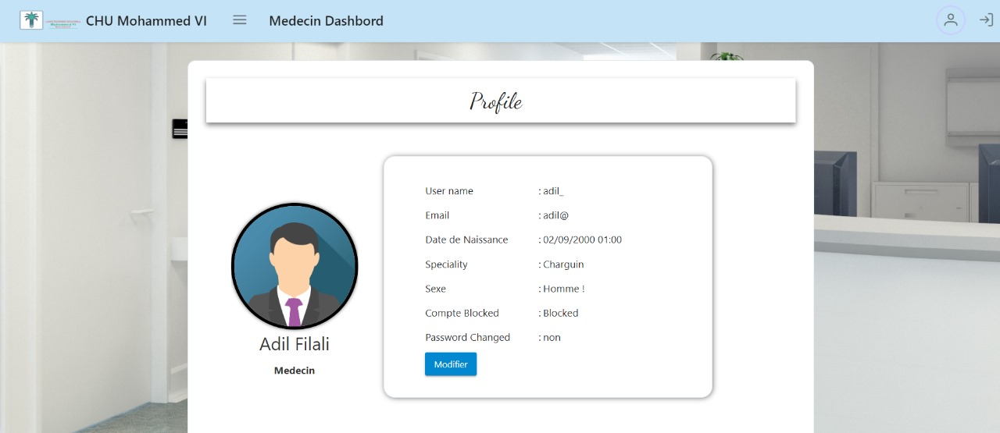 CHU Mohammed VI
Medecin Dashbord
Profile
User name : adil_
Email : adil@
Date de Naissance : 02/09/2000 01:00
Speciality : Charguin
Sexe : Homme !
Compte Blocked : Blocked
Password Changed : non
Modifier
Adil Filali
Medecin